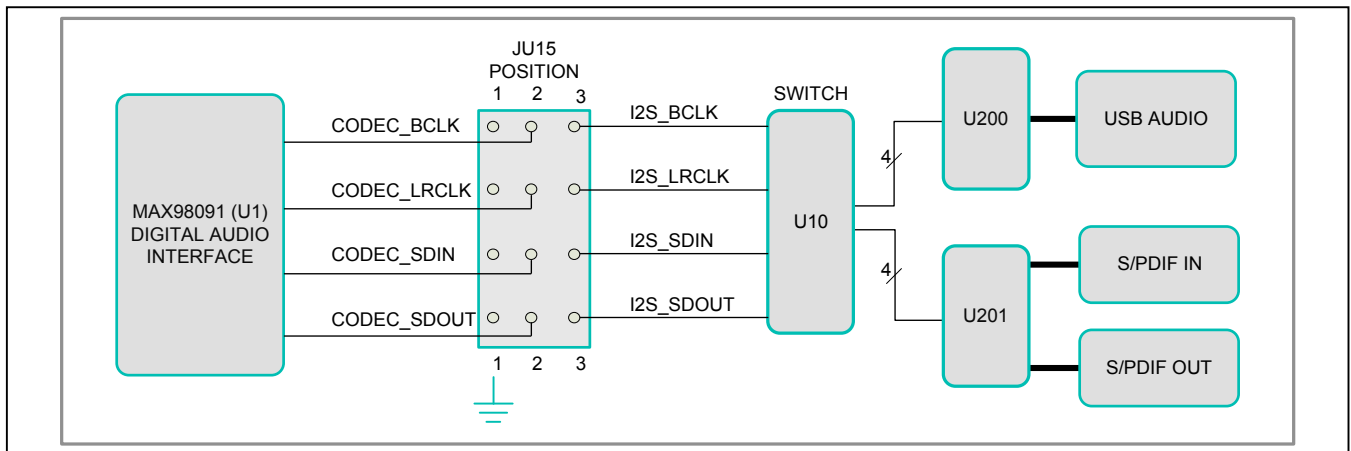 JU15
POSITION
1 2 3
SWITCH
CODEC_BCLK
I2S_BCLK
CODEC_LRCLK
I2S_LRCLK
CODEC_SDIN
I2S_SDIN
CODEC_SDOUT
I2S_SDOUT
1 2 3
MAX98091 (U1)
DIGITAL AUDIO
INTERFACE
U10
4
4
U200
USB AUDIO
U201
S/PDIF IN
S/PDIF OUT